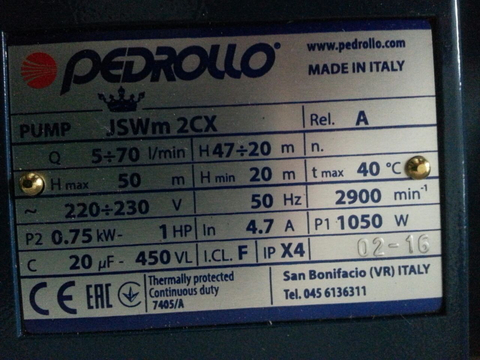 PEDROLLO
www.pedrollo.com
MADE IN ITALY
PUMP JSWm 2CX Rel. A
Q 5÷70 l/min H 47÷20 m n.
H max 50 m H min 20 m t max 40 °C
~ 220÷230 V 50 Hz 2900 min-1
P2 0.75 kW- 1 HP In 4.7 A P1 1050 W
C 20 µF- 450 VL I.CL. F IP X4 02-16
CE EAC Thermally protected
Continuous duty
7405/A
San Bonifacio (VR) ITALY
Tel. 045 6136311